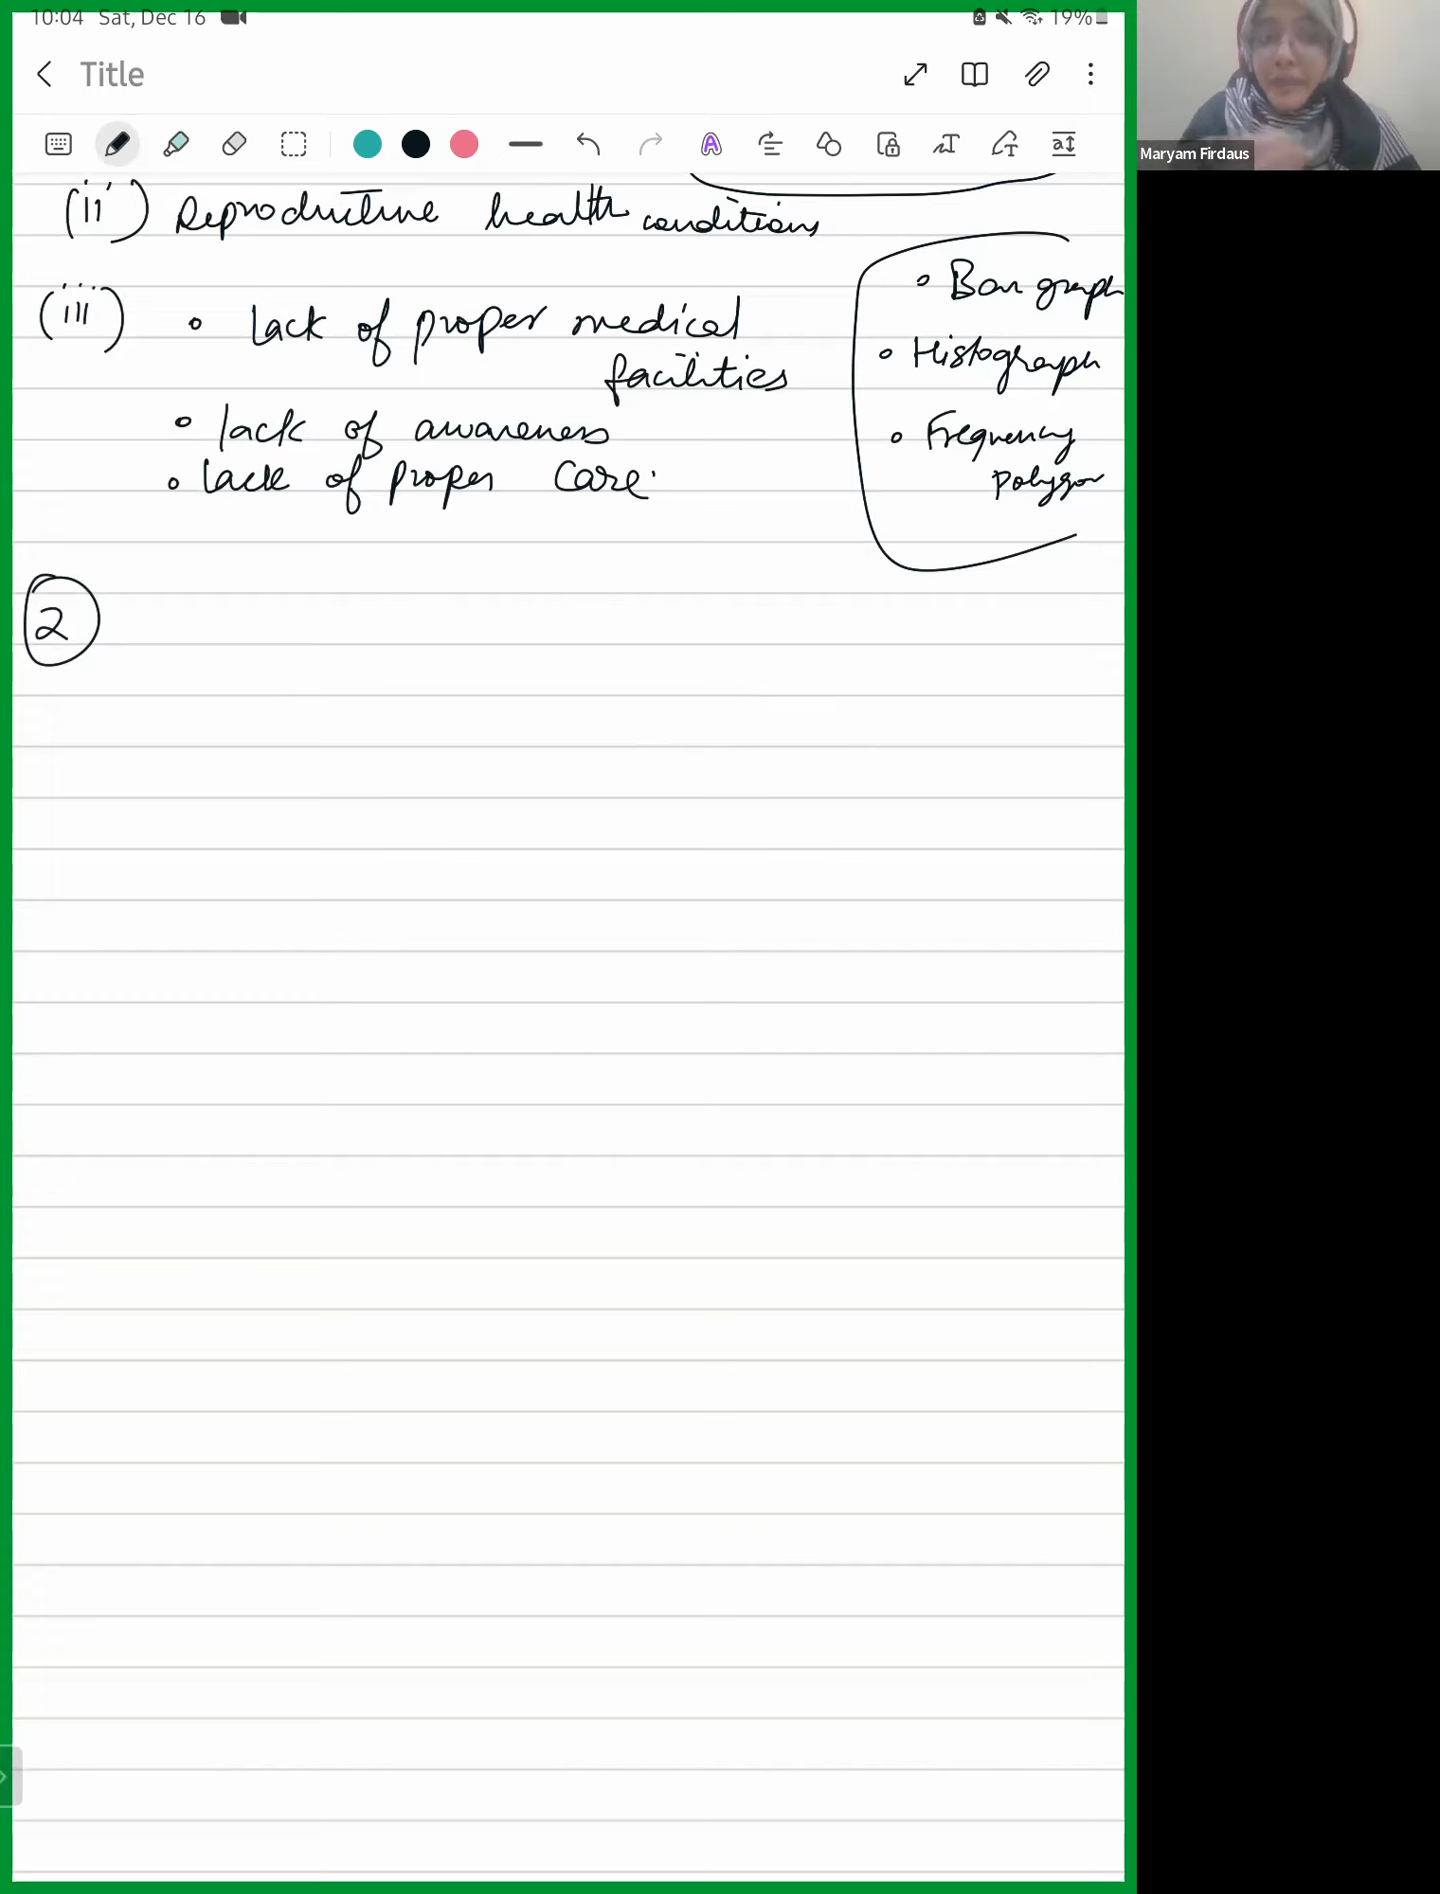 10:04 Sat, Dec 16
19%
Title
Maryam Firdaus
(ii) Reproductive health conditions
(iii) • Lack of proper medical
facilities
• lack of awareness
• Lack of proper care.
• Bar graph
• Histograph
• Frequency
polygon
2